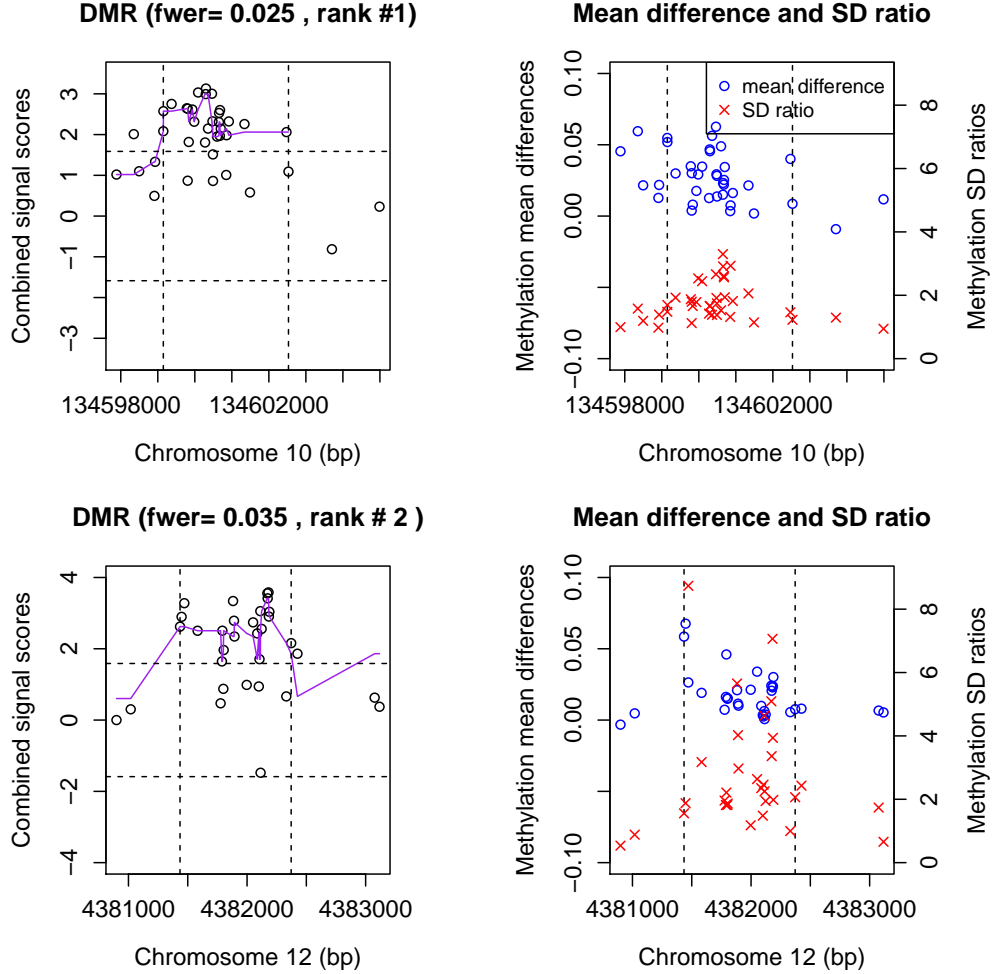 DMR (fwer= 0.025 , rank #1)
Combined signal scores
3
2
1
0
−1
−3
134598000
134602000
Chromosome 10 (bp)
Mean difference and SD ratio
mean difference
SD ratio
Methylation mean differences
0.10
0.05
0.00
−0.10
Methylation SD ratios
8
6
4
2
0
134598000
134602000
Chromosome 10 (bp)
DMR (fwer= 0.035 , rank # 2 )
Combined signal scores
4
2
0
−2
−4
4381000
4382000
4383000
Chromosome 12 (bp)
Mean difference and SD ratio
Methylation mean differences
0.10
0.05
0.00
−0.10
Methylation SD ratios
8
6
4
2
0
4381000
4382000
4383000
Chromosome 12 (bp)